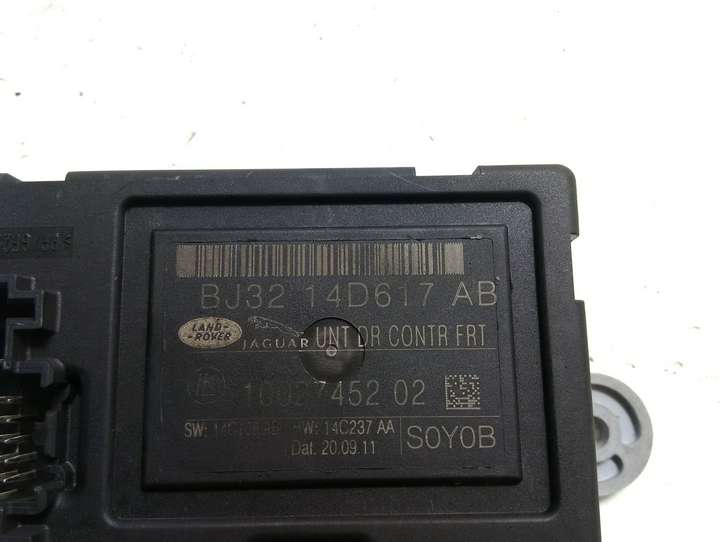 BJ32 14D617 AB
LAND-
-ROVER
JAGUAR UNT DR CONTR FRT
02
SW: HW: 14C237 AA
Dat. 20.09.11
S0Y0B